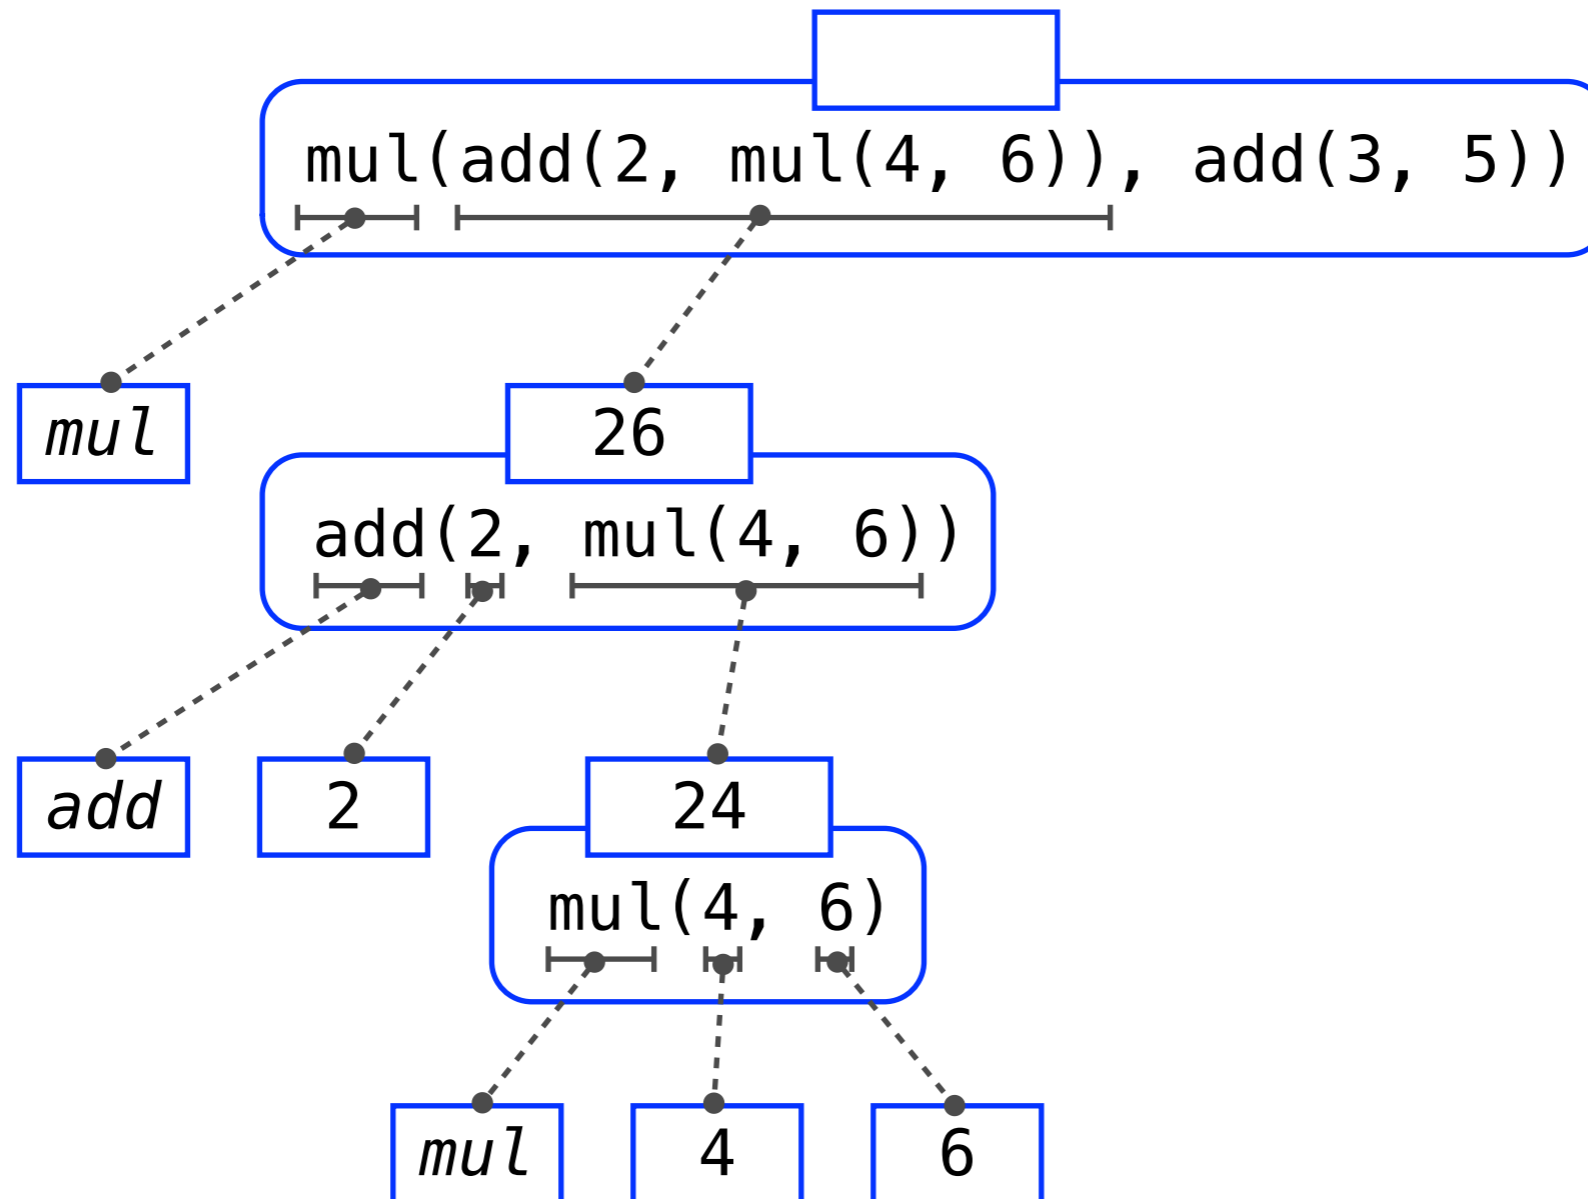 mul(add(2, mul(4, 6)), add(3, 5))
mul
26
add(2, mul(4, 6))
add
2
24
mul(4, 6)
mul
4
6